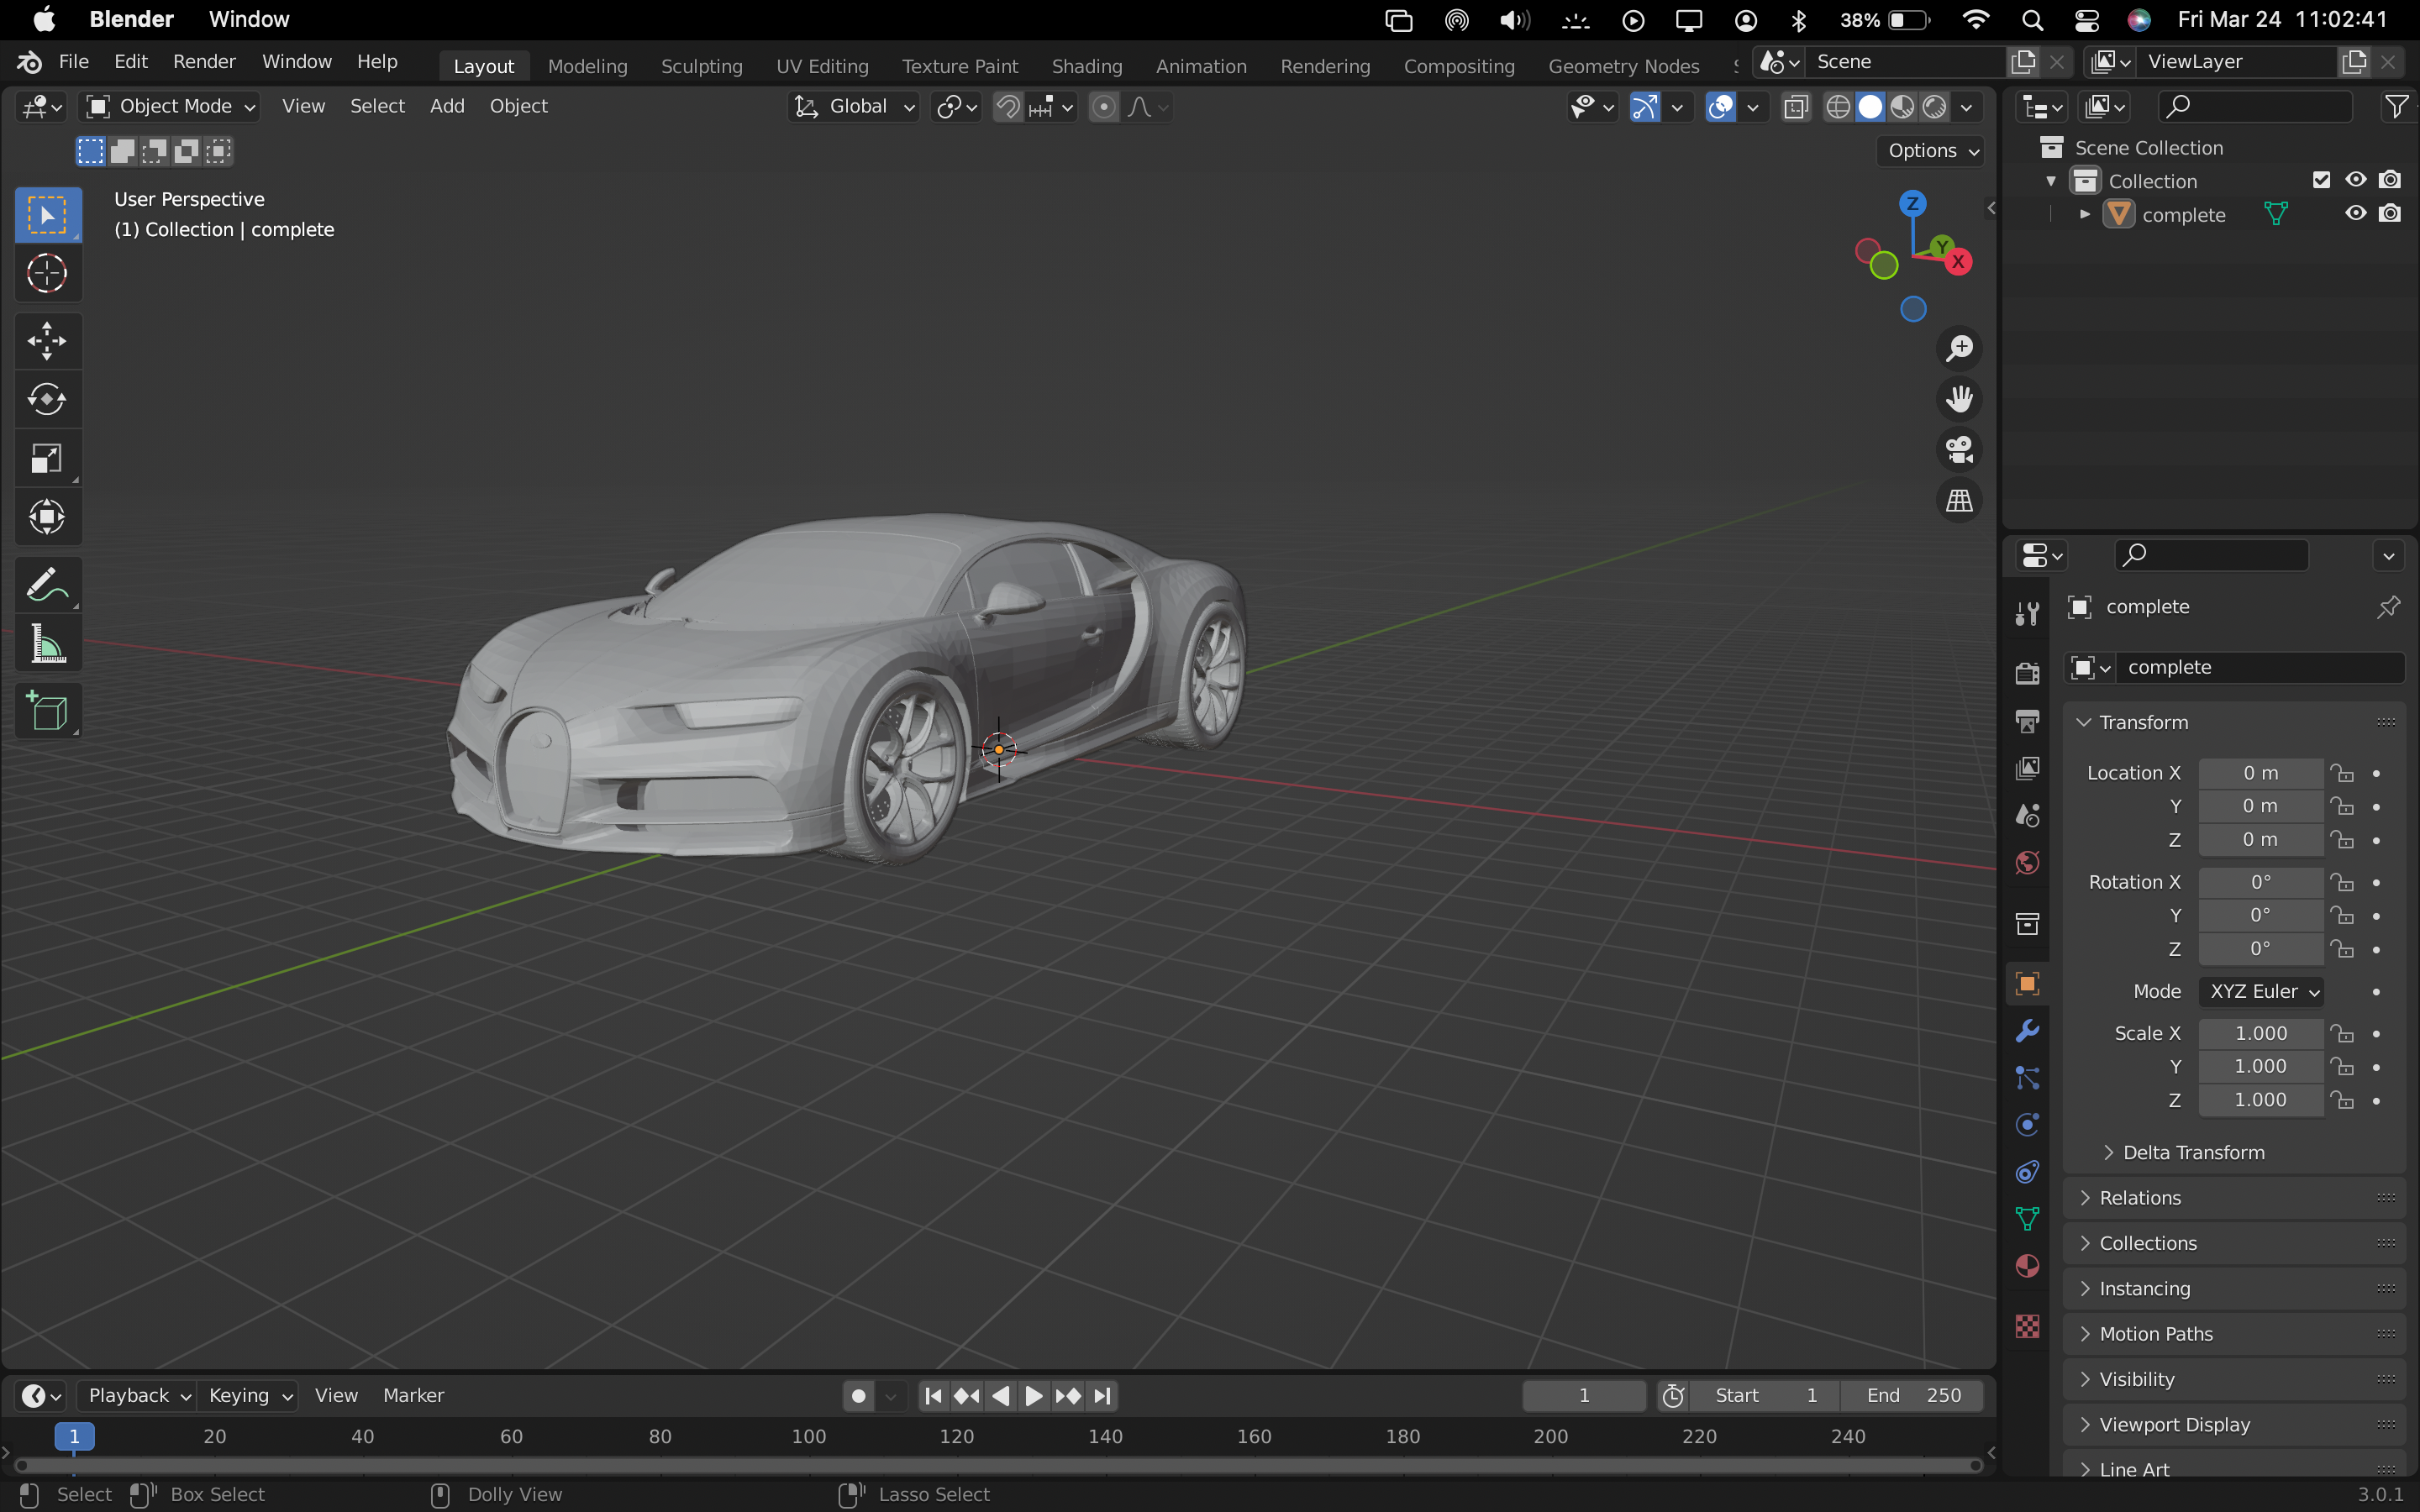 Blender Window 38% Fri Mar 24 11:02:41
File Edit Render Window Help Layout Modeling Sculpting UV Editing Texture Paint Shading Animation Rendering Compositing Geometry Nodes Scene ViewLayer
Object Mode View Select Add Object Global
Options
User Perspective
(1) Collection | complete
Z
Y
X
Scene Collection
Collection
complete
complete
complete
Transform
Location X 0 m
Y 0 m
Z 0 m
Rotation X 0°
Y 0°
Z 0°
Mode XYZ Euler
Scale X 1.000
Y 1.000
Z 1.000
Delta Transform
Relations
Collections
Instancing
Motion Paths
Visibility
Viewport Display
Line Art
Playback Keying View Marker 1 Start 1 End 250
1 20 40 60 80 100 120 140 160 180 200 220 240
Select Box Select Dolly View Lasso Select 3.0.1